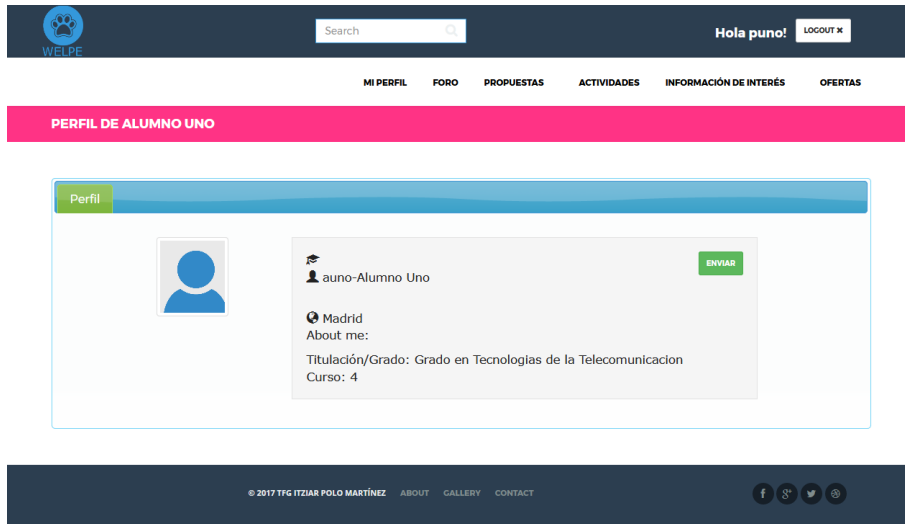 WELPE
Search
Hola puno!
LOGOUT ✖
MI PERFIL FORO PROPUESTAS ACTIVIDADES INFORMACIÓN DE INTERÉS OFERTAS
PERFIL DE ALUMNO UNO
Perfil
ENVIAR
auno-Alumno Uno
Madrid
About me:
Titulación/Grado: Grado en Tecnologias de la Telecomunicacion
Curso: 4
© 2017 TFG ITZIAR POLO MARTÍNEZ ABOUT GALLERY CONTACT